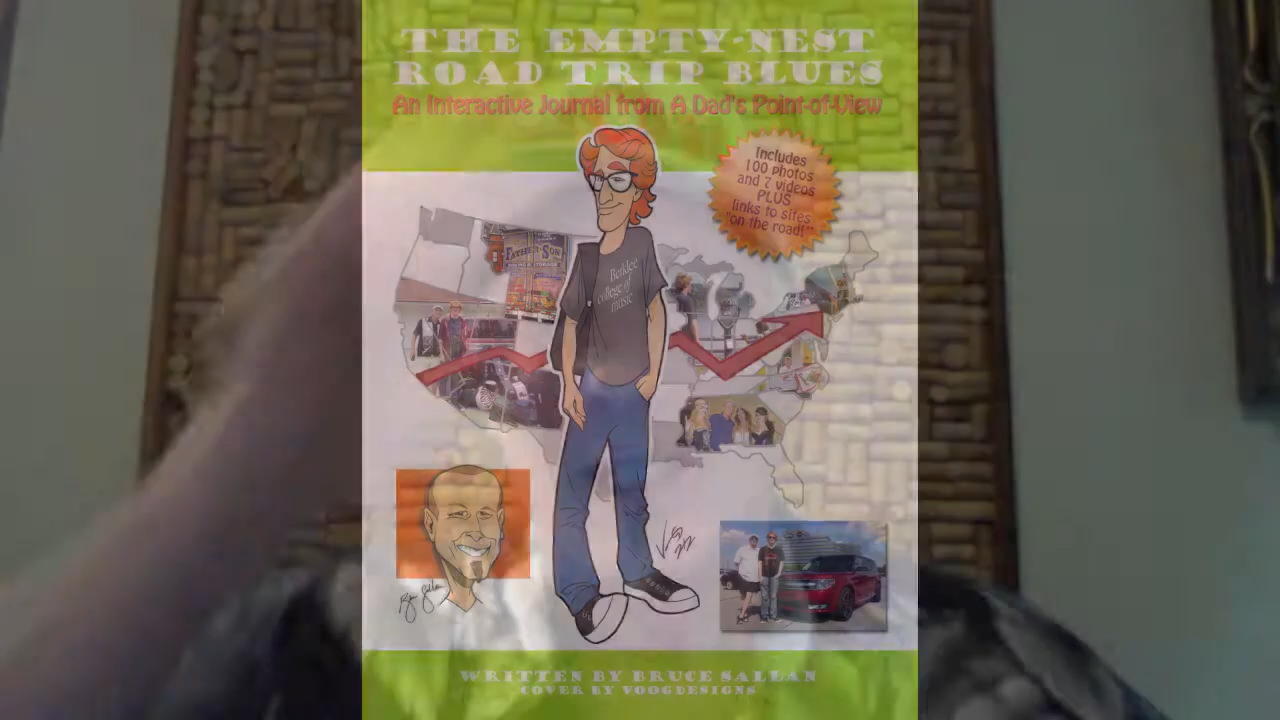 THE EMPTY-NEST
ROAD TRIP BLUES
An Interactive Journal from A Dad's Point-of-View
Includes
100 photos
and 7 videos
PLUS
links to sites
"on the road!"
FATHER & SON
Berklee
college of
music
WRITTEN BY BRUCE SALLAN
COVER BY VOOGDESIGNS